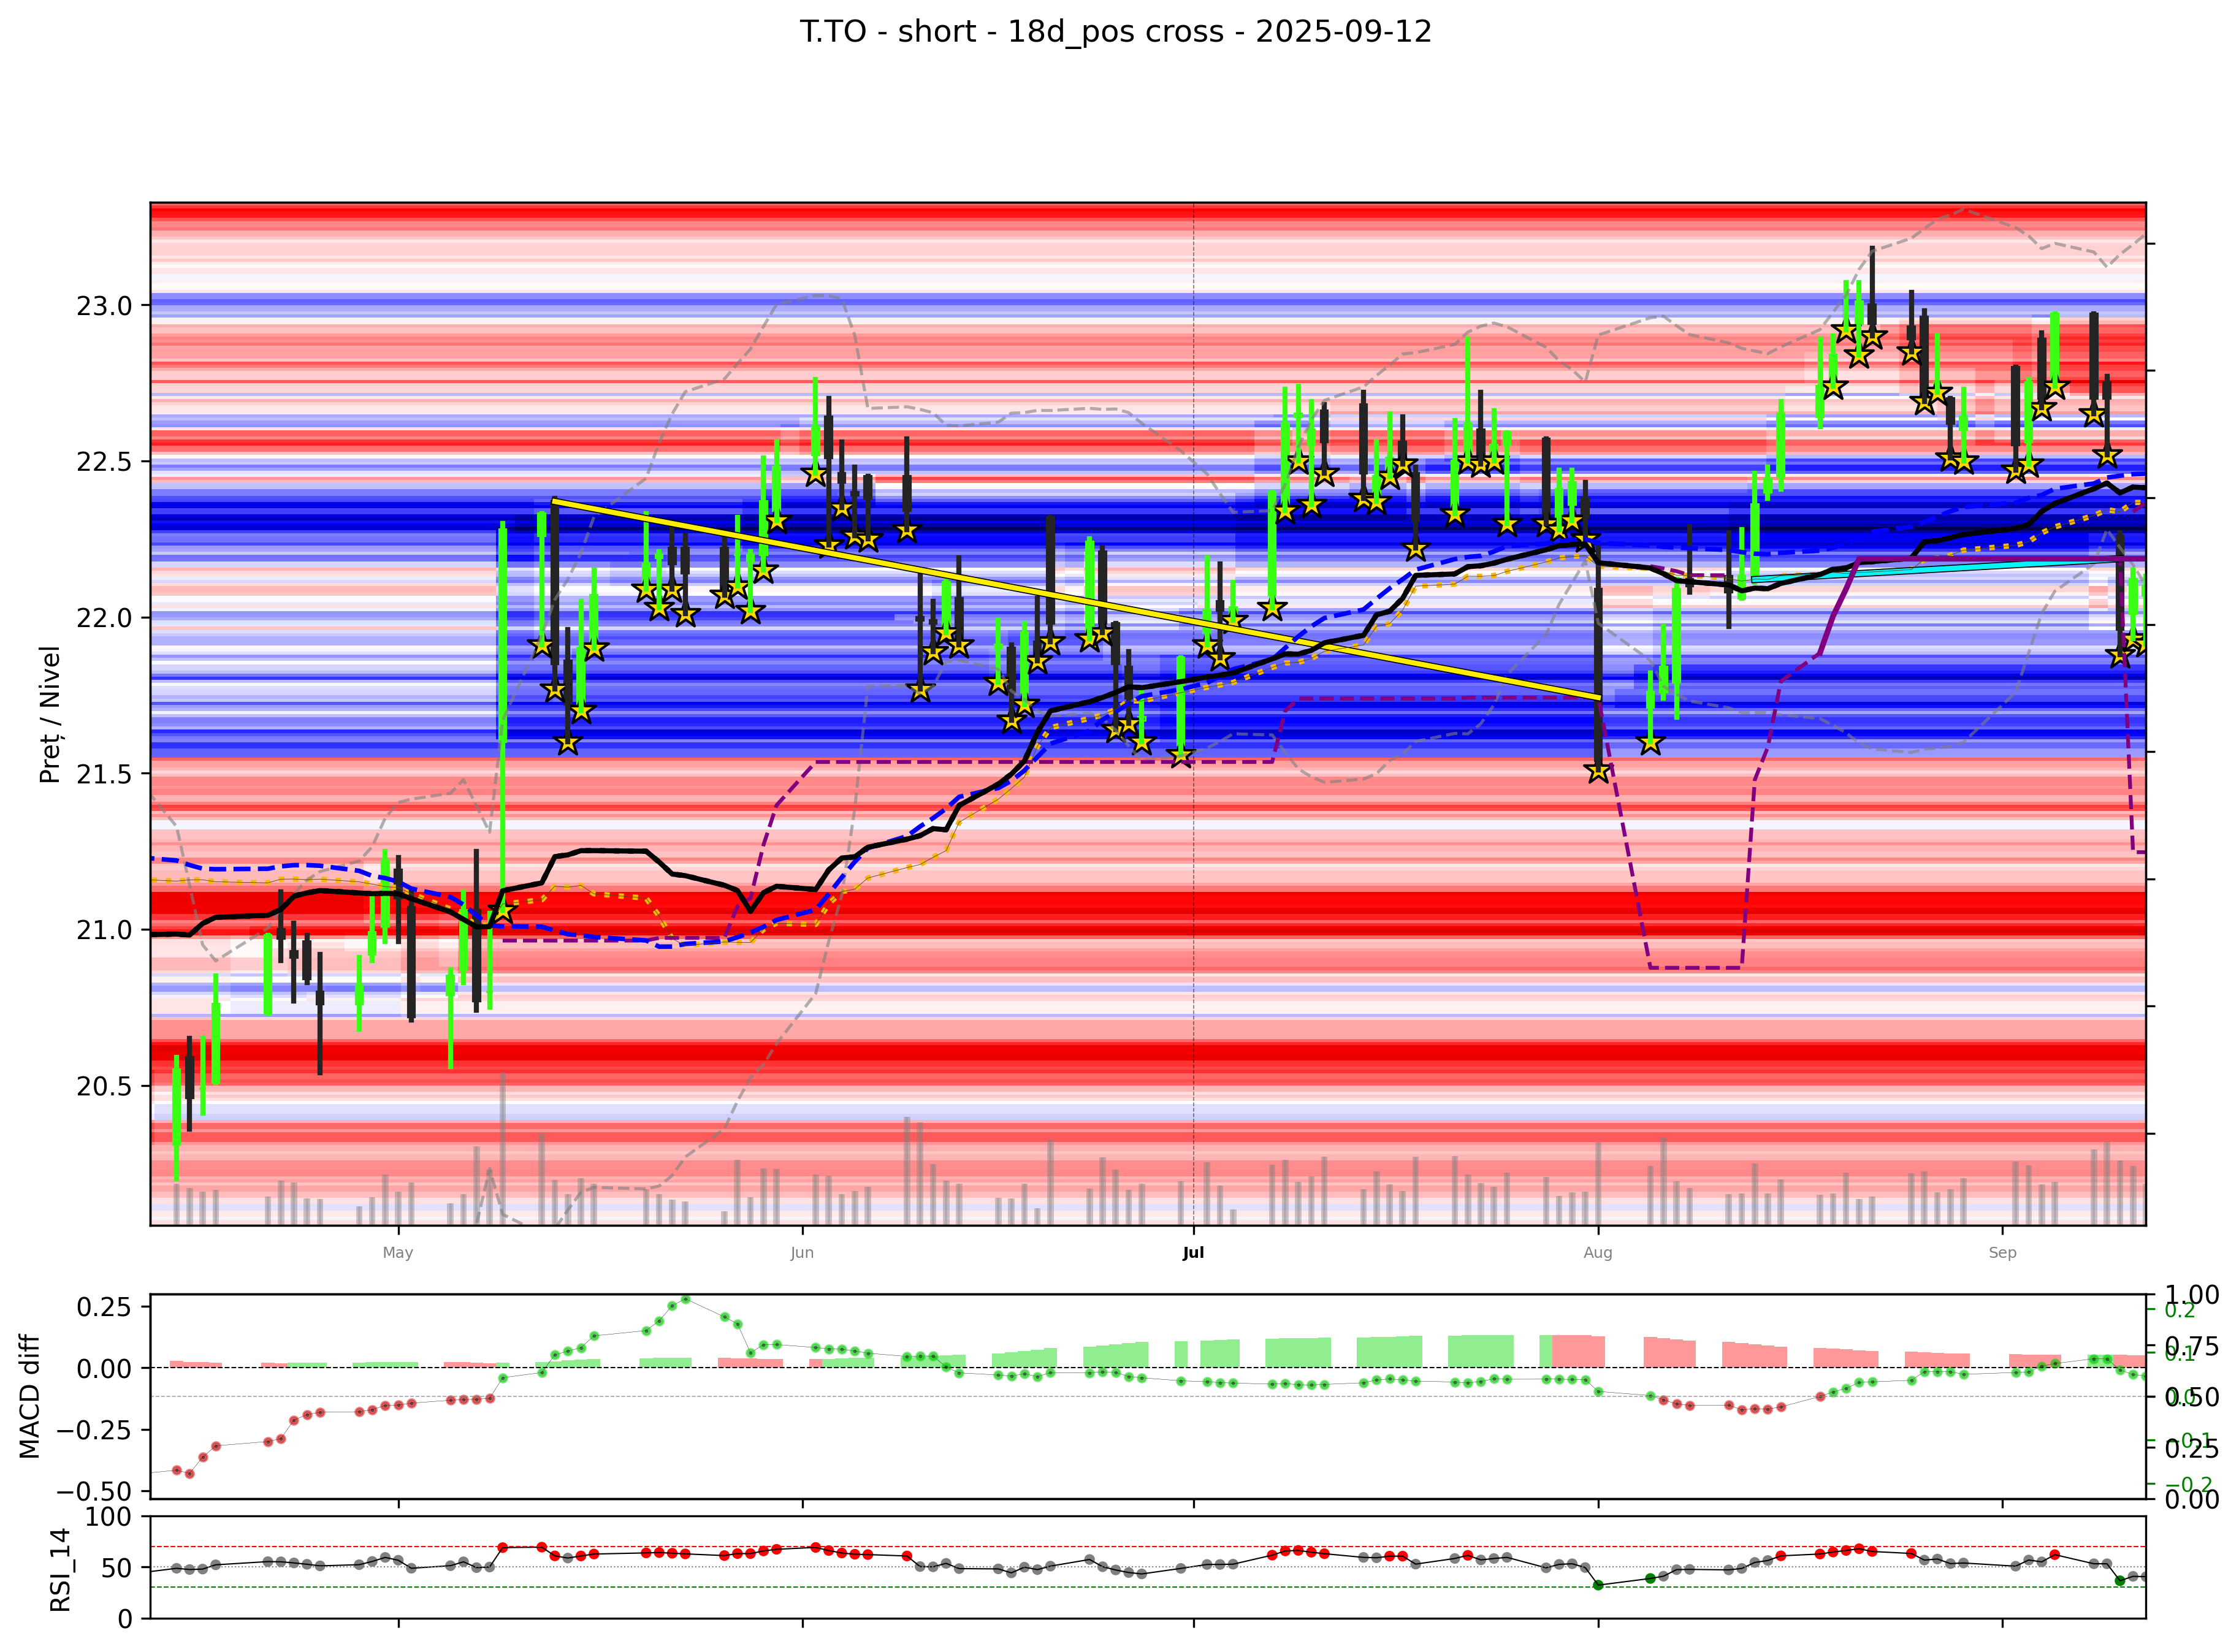 T.TO - short - 18d_pos cross - 2025-09-12
Preț / Nivel
23.0
22.5
22.0
21.5
21.0
20.5
May
Jun
Jul
Aug
Sep
MACD diff
0.25
0.00
−0.25
−0.50
1.00
0.75
0.50
0.25
0.00
0.2
0.1
0.0
−0.1
−0.2
RSI_14
100
50
0